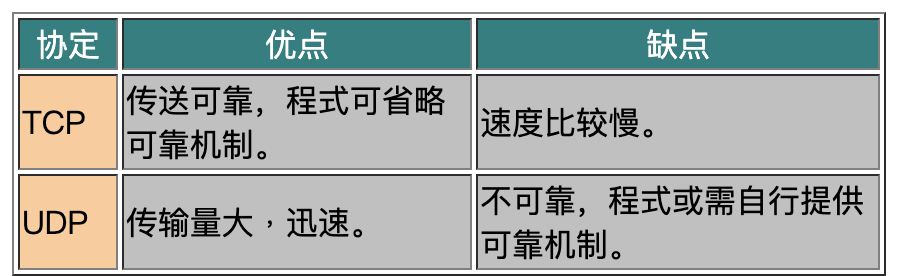 协定 优点 缺点
TCP
传送可靠，程式可省略
可靠机制。
速度比较慢。
UDP
传输量大，迅速。
不可靠，程式或需自行提供
可靠机制。